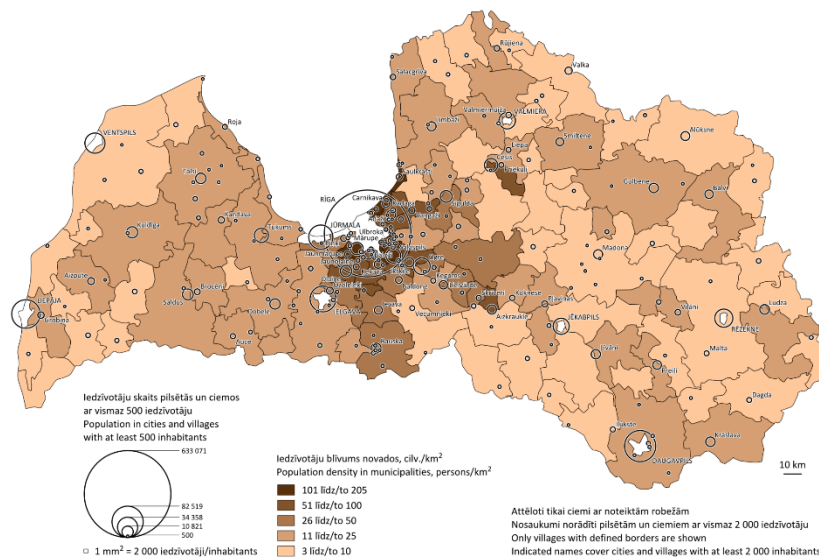 Rūjiena
Valka
Salacgrīva
Valmiermuiža
VALMIERA
Limbaži
Smiltene
Alūksne
Roja
VENTSPILS
Liepa
Cēsis
Priekuļi
Saulkrasti
Gulbene
Balvi
Talsi
RĪGA
Carnikava
Sigulda
Kandava
JŪRMALA
Kuldīga
Tukums
Ulbroka
Mārupe
Madona
Ogre
Aizpute
Ķegums
Lielvārde
Skrīveri
Koknese
Pļaviņas
Ludza
Viļāni
LIEPĀJA
Grobiņa
Saldus
Brocēni
Dobele
JELGAVA
Iecava
Baldone
Vecumnieki
Aizkraukle
JĒKABPILS
RĒZEKNE
Auce
Bauska
Līvāni
Malta
Preiļi
Dagda
Ilūkste
Krāslava
DAUGAVPILS
Iedzīvotāju skaits pilsētās un ciemos
ar vismaz 500 iedzīvotāju
Population in cities and villages
with at least 500 inhabitants
633 071
82 519
34 358
10 821
500
1 mm² = 2 000 iedzīvotāji/inhabitants
Iedzīvotāju blīvums novados, cilv./km²
Population density in municipalities, persons/km²
101 līdz/to 205
51 līdz/to 100
26 līdz/to 50
11 līdz/to 25
3 līdz/to 10
10 km
Attēloti tikai ciemi ar noteiktām robežām
Nosaukumi norādīti pilsētām un ciemiem ar vismaz 2 000 iedzīvotāju
Only villages with defined borders are shown
Indicated names cover cities and villages with at least 2 000 inhabitants